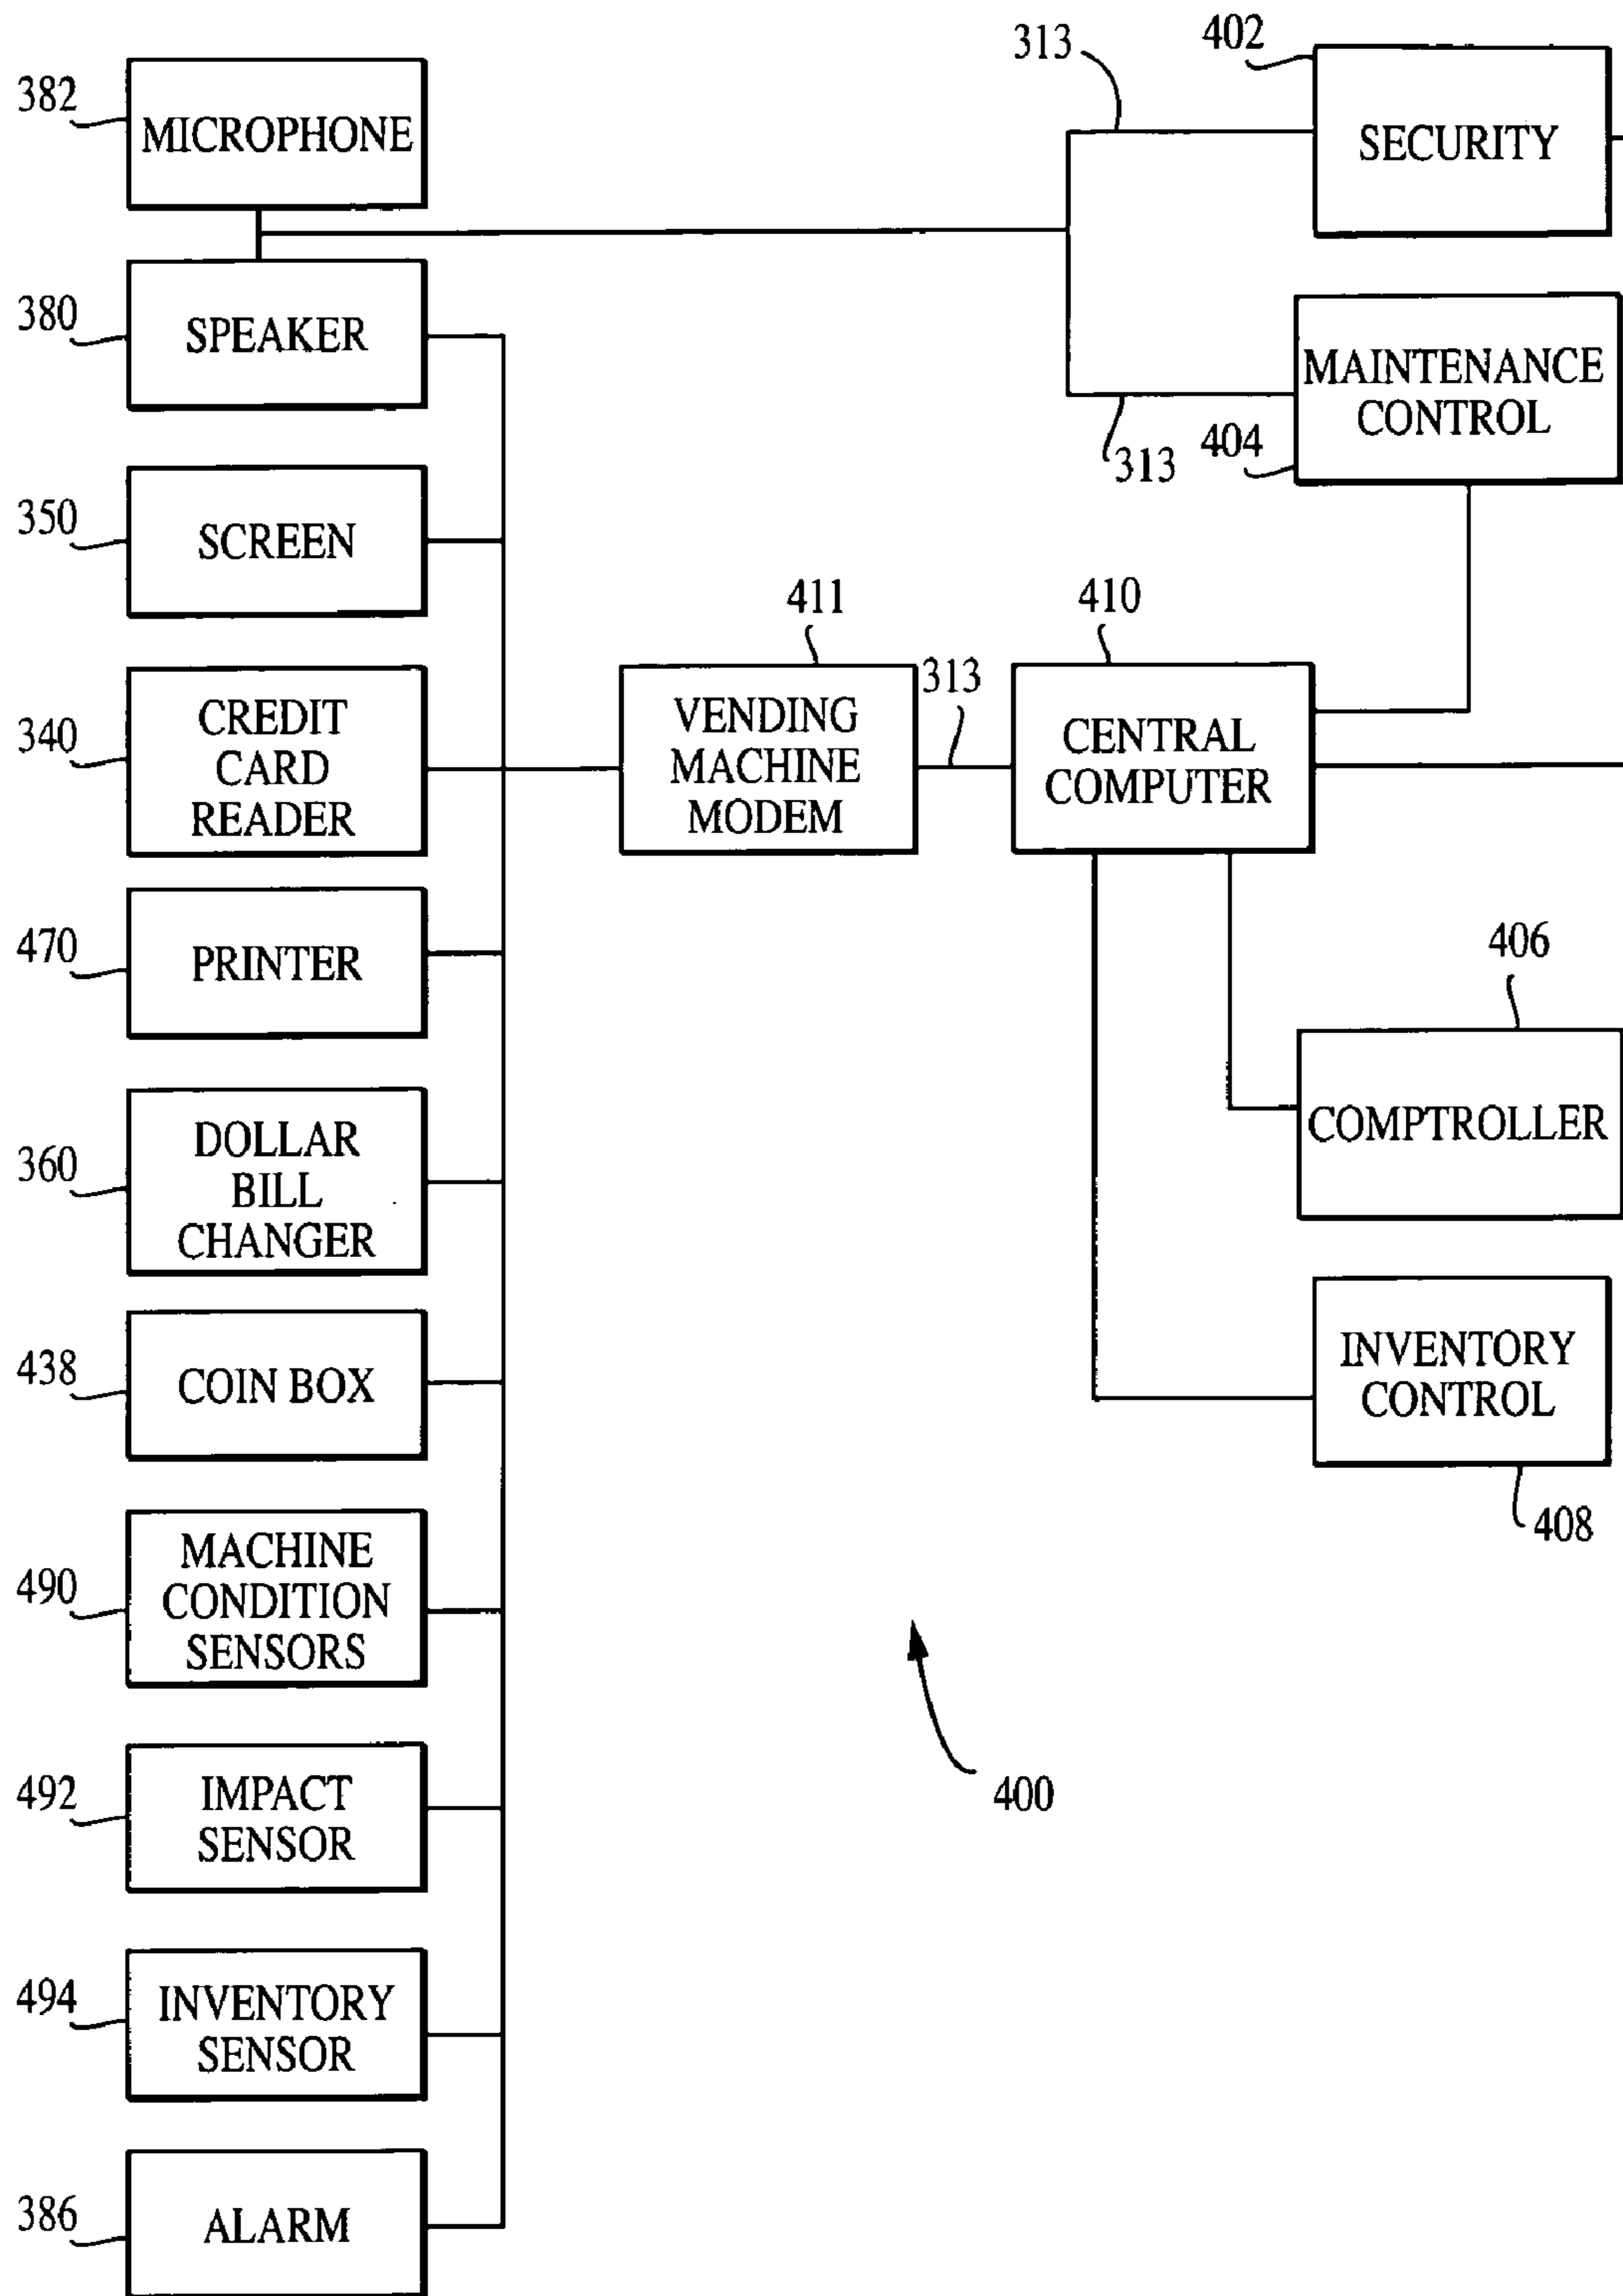 382
MICROPHONE
313
402
SECURITY
380
SPEAKER
MAINTENANCE
CONTROL
404
313
350
SCREEN
411
410
340
CREDIT
CARD
READER
VENDING
MACHINE
MODEM
313
CENTRAL
COMPUTER
470
PRINTER
406
COMPTROLLER
360
DOLLAR
BILL
CHANGER
438
COIN BOX
INVENTORY
CONTROL
408
490
MACHINE
CONDITION
SENSORS
492
IMPACT
SENSOR
400
494
INVENTORY
SENSOR
386
ALARM